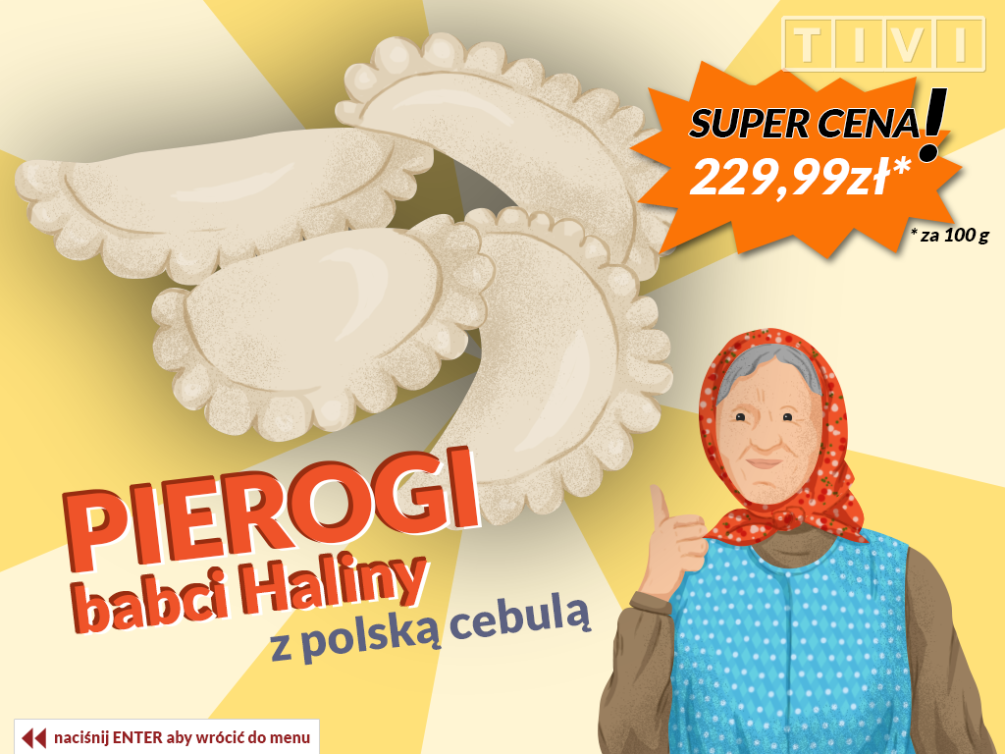 TIVI
SUPER CENA!
229,99zł*
* za 100 g
PIEROGI
babci Haliny
z polską cebulą
naciśnij ENTER aby wrócić do menu